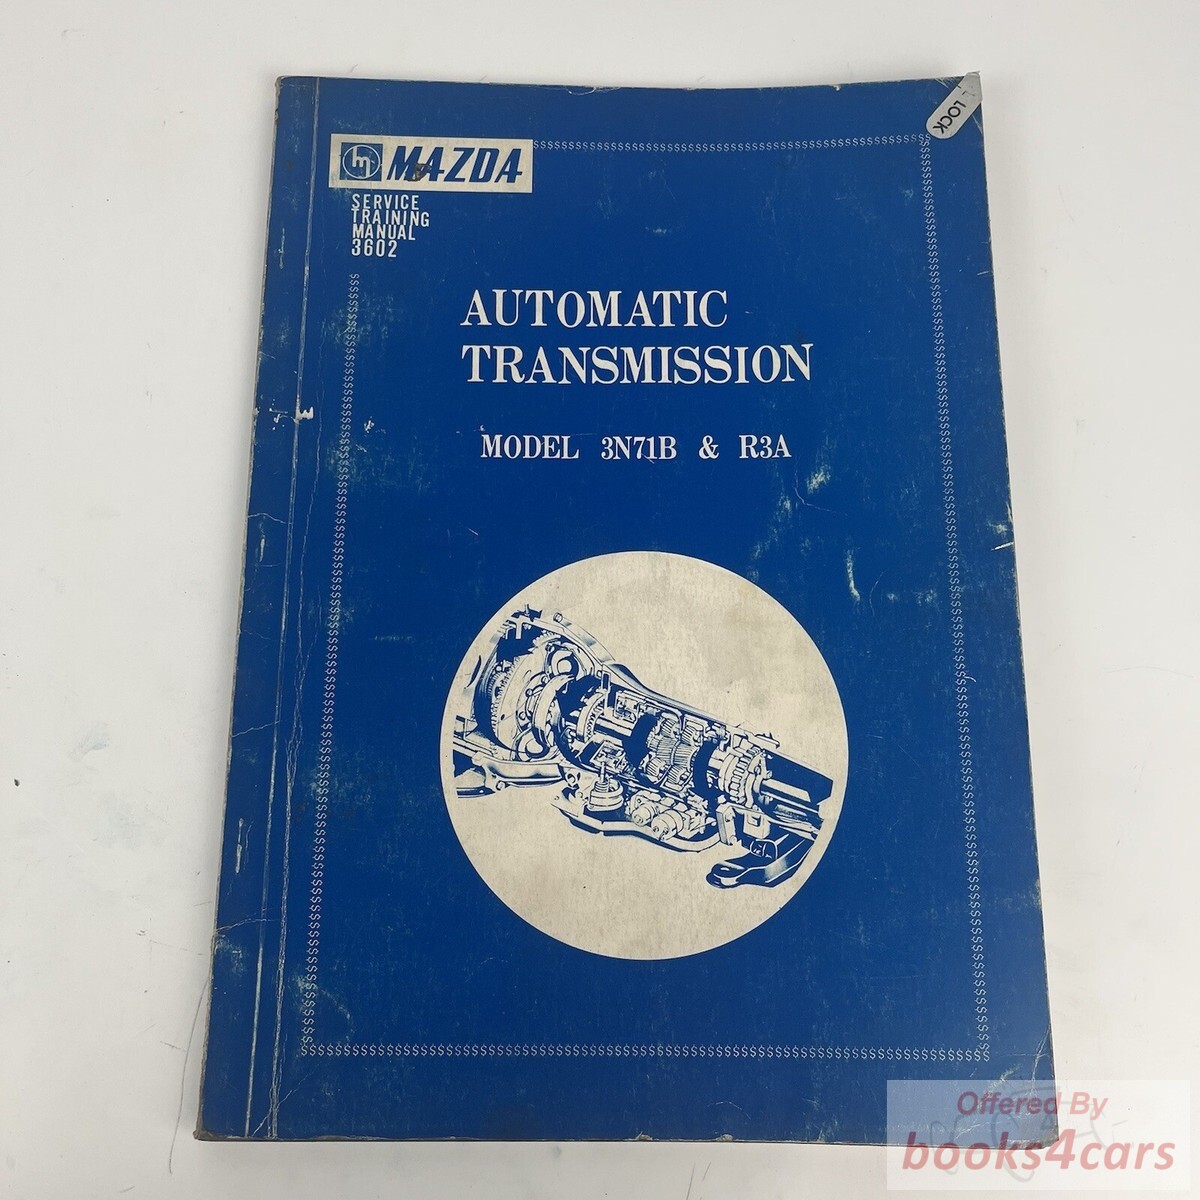 LOCK
MAZDA
SERVICE
TRAINING
MANUAL
3602
AUTOMATIC
TRANSMISSION
MODEL 3N71B & R3A
Offered By
books4cars